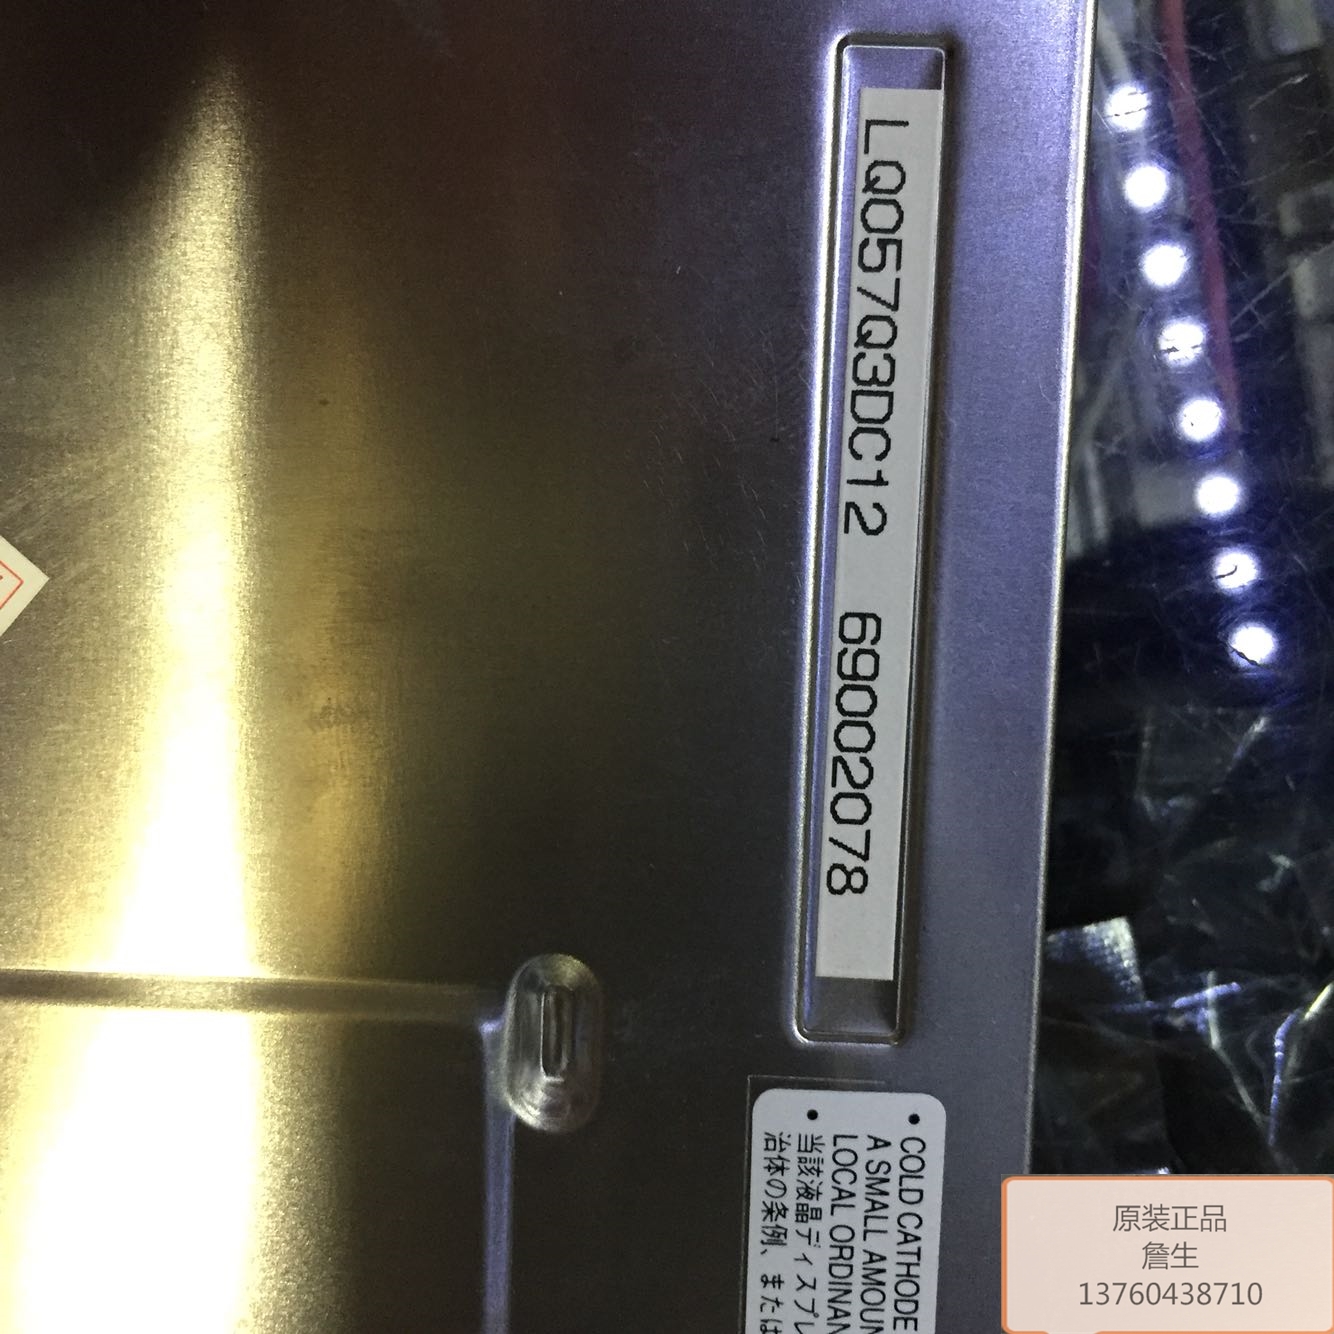 LQ057Q3DC12 69002078
• COLD CATHODE
A SMALL AMOUN
LOCAL ORDINAN
• 当該液晶ディスプレ
治体の条例、または
原装正品
詹生
13760438710